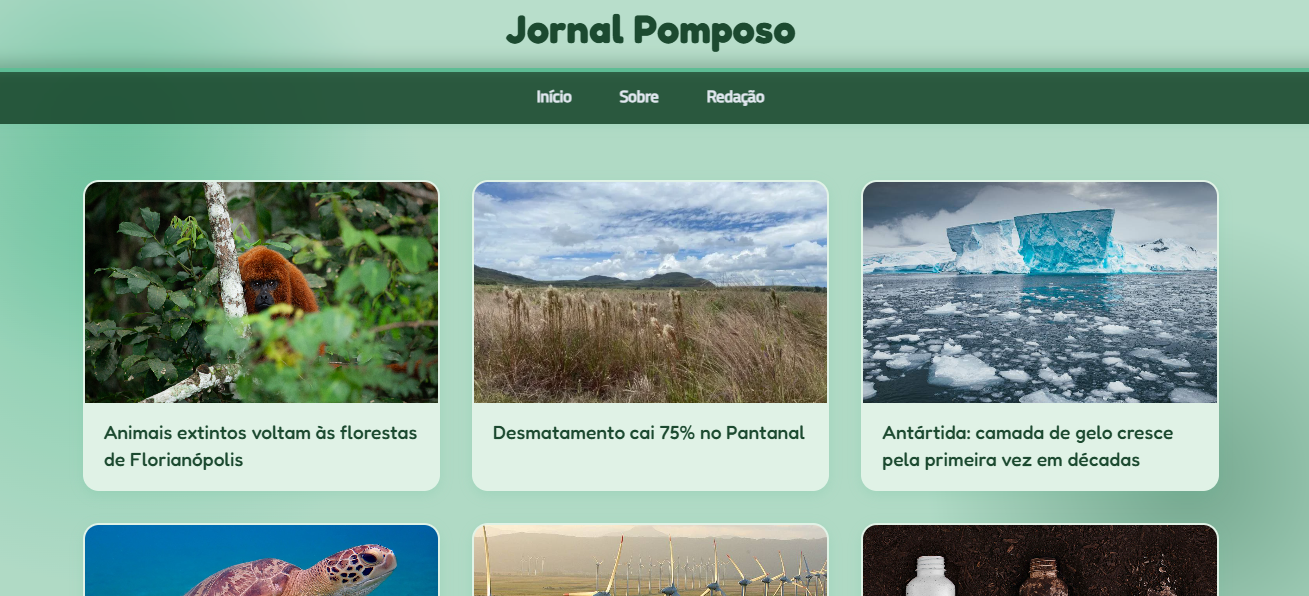 Jornal Pomposo
Início Sobre Redação
Animais extintos voltam às florestas
de Florianópolis
Desmatamento cai 75% no Pantanal
Antártida: camada de gelo cresce
pela primeira vez em décadas